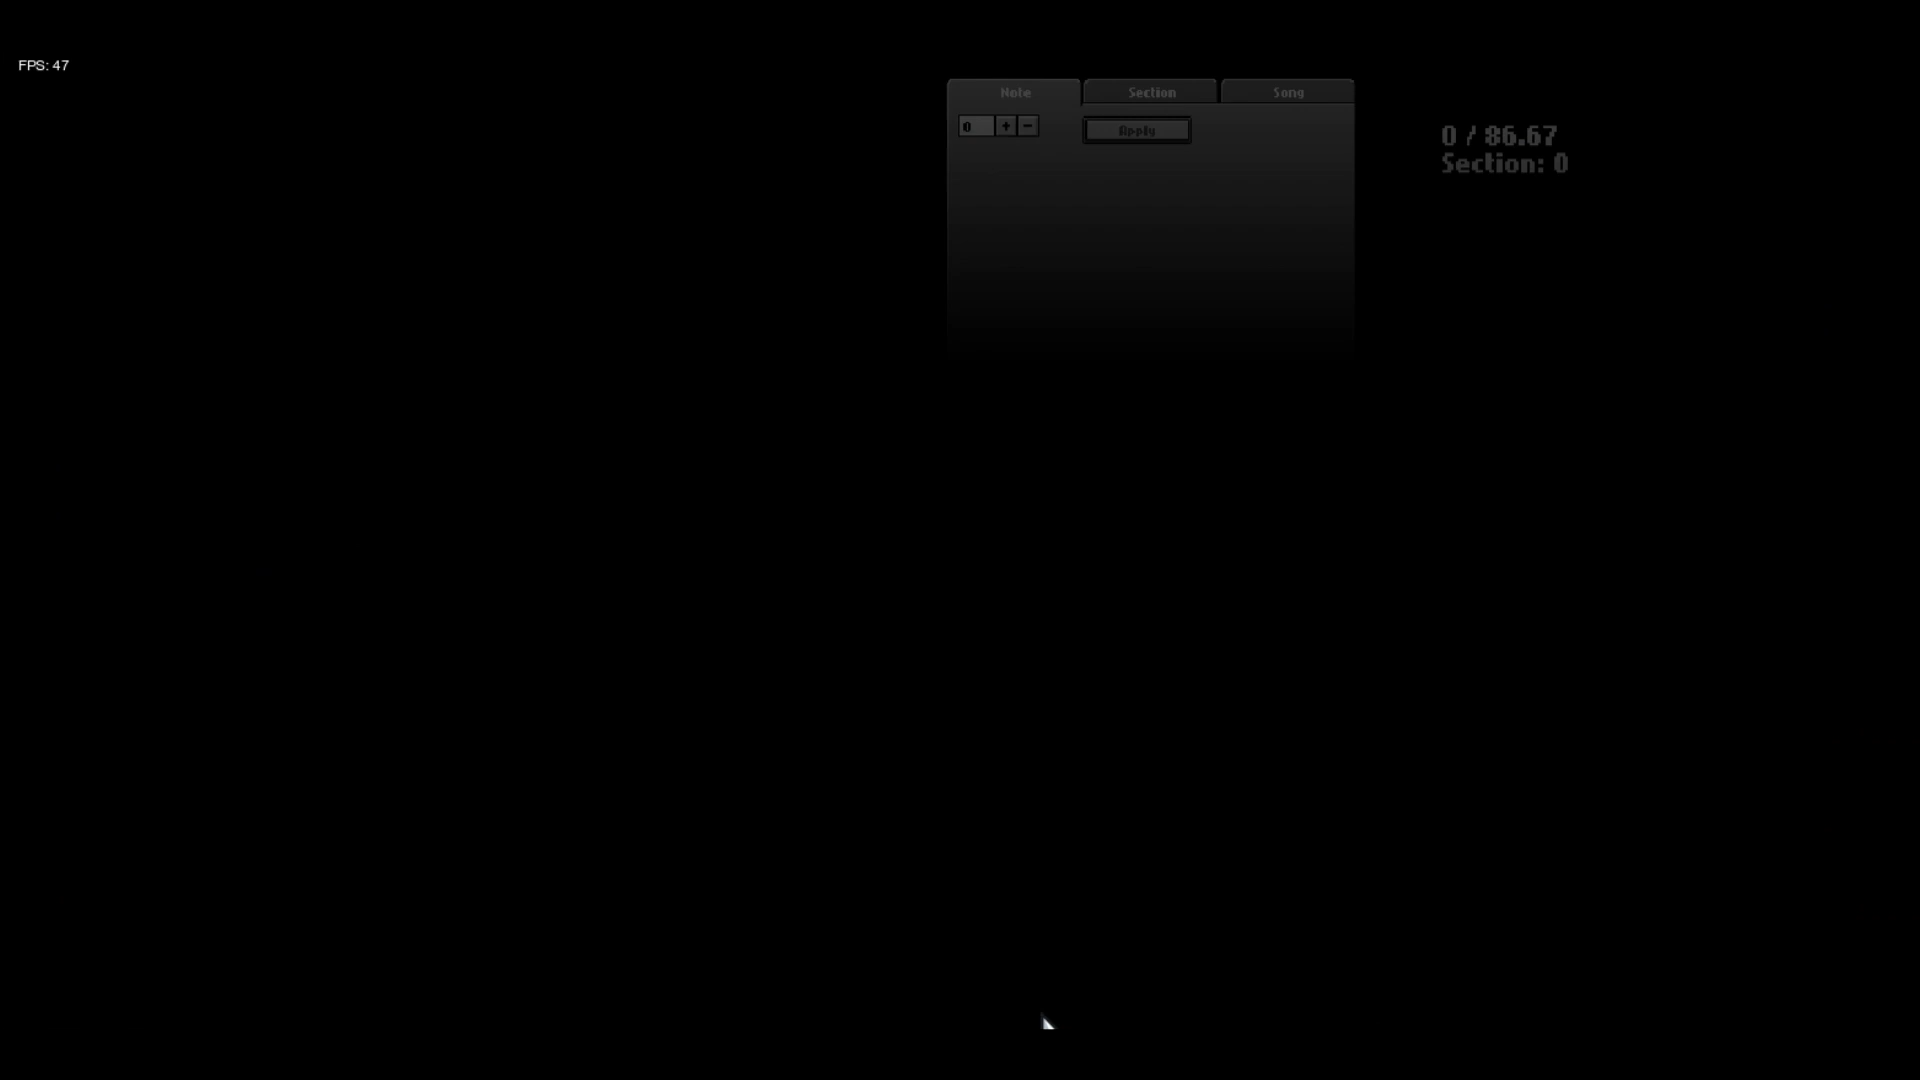 FPS: 47
Note
Section
Song
0
+
-
Apply
0 / 86.67
Section: 0